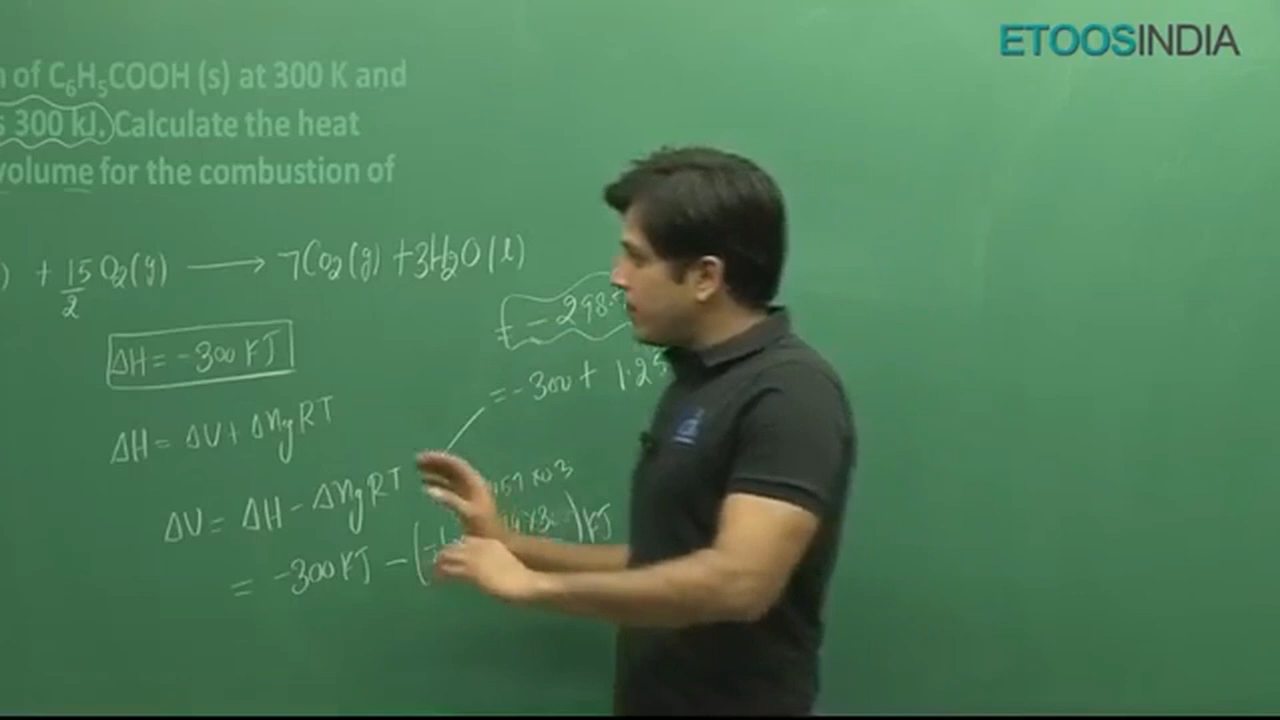 ETOOSINDIA
of C₆H₅COOH (s) at 300 K and
300 kJ. Calculate the heat
volume for the combustion of
) + 15/2 O₂(g) ⟶ 7CO₂(g) + 3H₂O(l)
- 298.
ΔH = -300 KJ
= -300 + 1.25
ΔH = ΔU + ΔngRT
ΔU = ΔH - ΔngRT
= -300 KJ - ( ) KJ